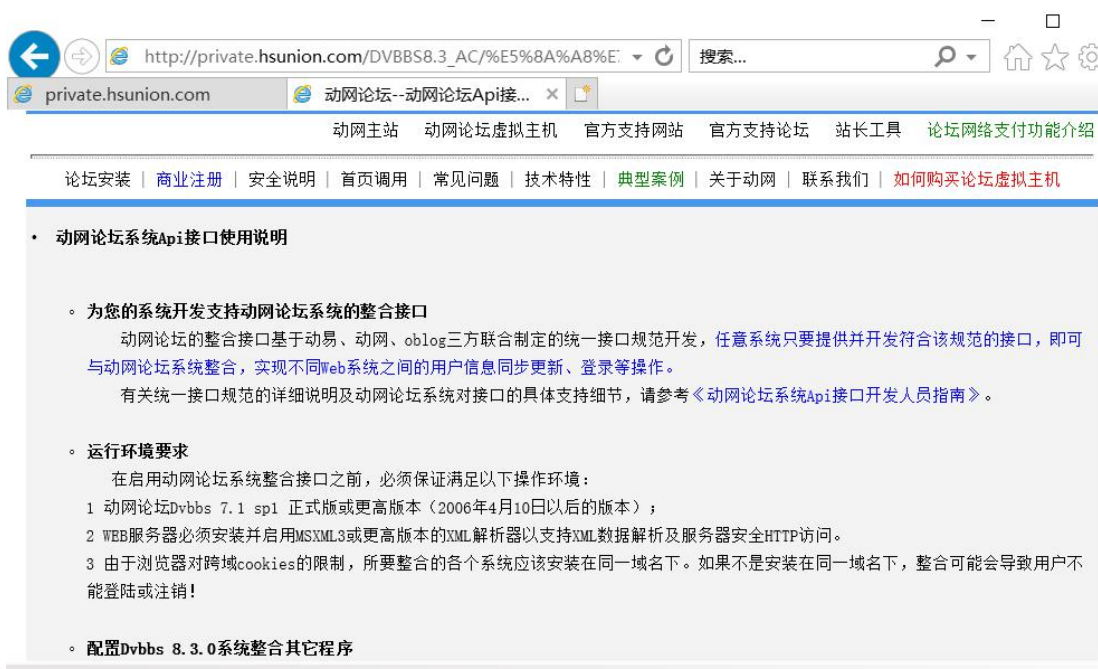 http://private.hsunion.com/DVBBS8.3_AC/%E5%8A%A8%E
搜索...
private.hsunion.com
动网论坛--动网论坛Api接...
动网主站 动网论坛虚拟主机 官方支持网站 官方支持论坛 站长工具 论坛网络支付功能介绍
论坛安装 | 商业注册 | 安全说明 | 首页调用 | 常见问题 | 技术特性 | 典型案例 | 关于动网 | 联系我们 | 如何购买论坛虚拟主机
• 动网论坛系统Api接口使用说明
◦ 为您的系统开发支持动网论坛系统的整合接口
动网论坛的整合接口基于动易、动网、oblog三方联合制定的统一接口规范开发，任意系统只要提供并开发符合该规范的接口，即可
与动网论坛系统整合，实现不同Web系统之间的用户信息同步更新、登录等操作。
有关统一接口规范的详细说明及动网论坛系统对接口的具体支持细节，请参考《动网论坛系统Api接口开发人员指南》。
◦ 运行环境要求
在启用动网论坛系统整合接口之前，必须保证满足以下操作环境：
1 动网论坛Dvbbs 7.1 sp1 正式版或更高版本（2006年4月10日以后的版本）；
2 WEB服务器必须安装并启用MSXML3或更高版本的XML解析器以支持XML数据解析及服务器安全HTTP访问。
3 由于浏览器对跨域cookies的限制，所要整合的各个系统应该安装在同一域名下。如果不是安装在同一域名下，整合可能会导致用户不
能登陆或注销！
◦ 配置Dvbbs 8.3.0系统整合其它程序